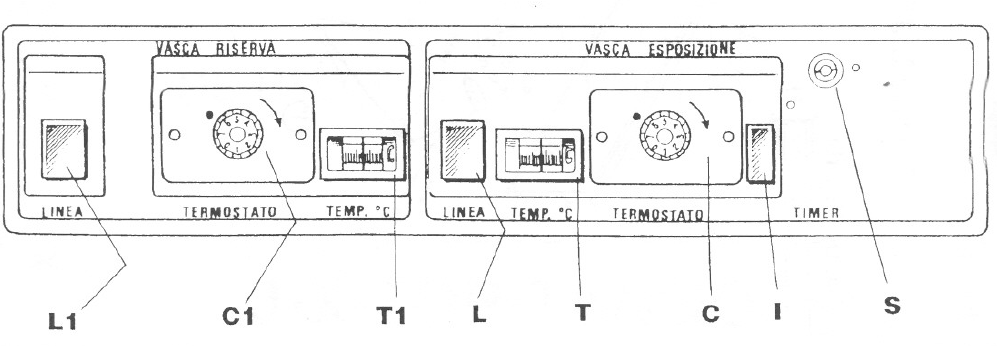 VASCA RISERVA
VASCA ESPOSIZIONE
LINEA TERMOSTATO TEMP. °C LINEA TEMP. °C TERMOSTATO TIMER
L1 C1 T1 L T C I S